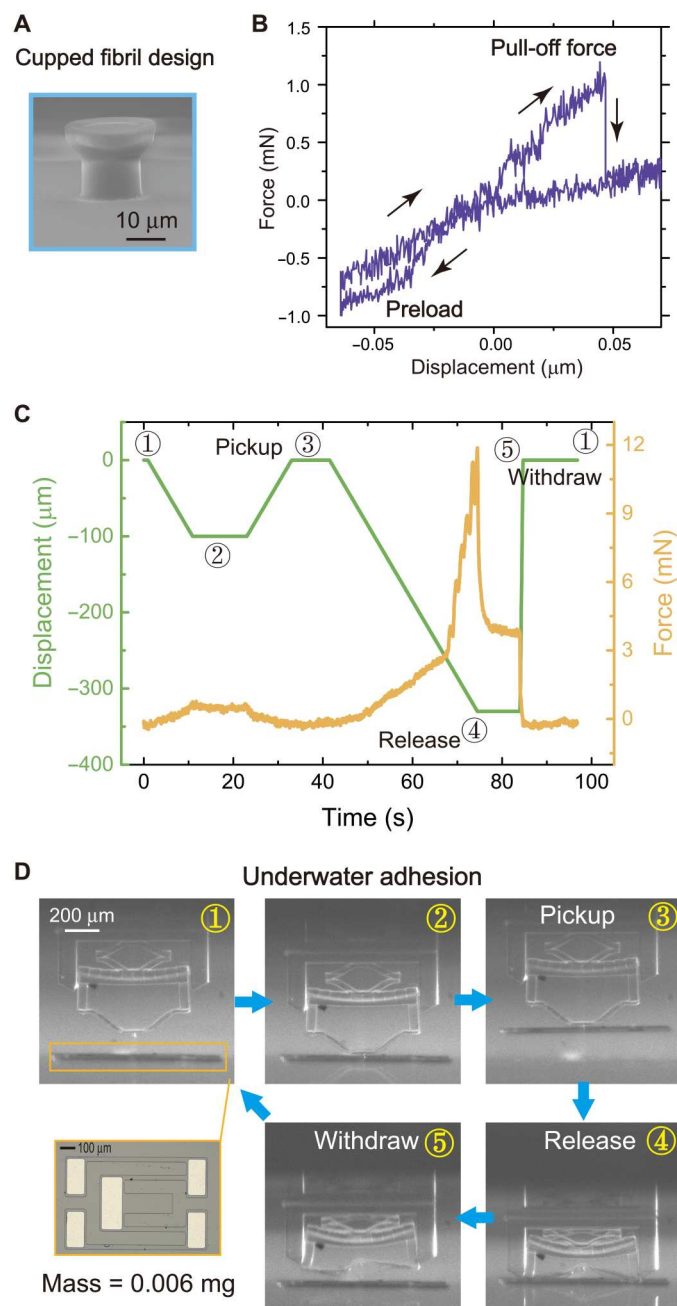 A
Cupped fibril design
10 μm
B
Pull-off force
Preload
1.5
1.0
0.5
0.0
−0.5
−1.0
Force (mN)
−0.05
0.00
0.05
Displacement (μm)
C
① Pickup ③ ⑤ ①
Withdraw
②
Release ④
0
−100
−200
−300
−400
Displacement (μm)
12
9
6
3
0
Force (mN)
0
20
40
60
80
100
Time (s)
D
Underwater adhesion
200 μm
①
②
Pickup ③
Withdraw ⑤
Release ④
100 μm
Mass = 0.006 mg